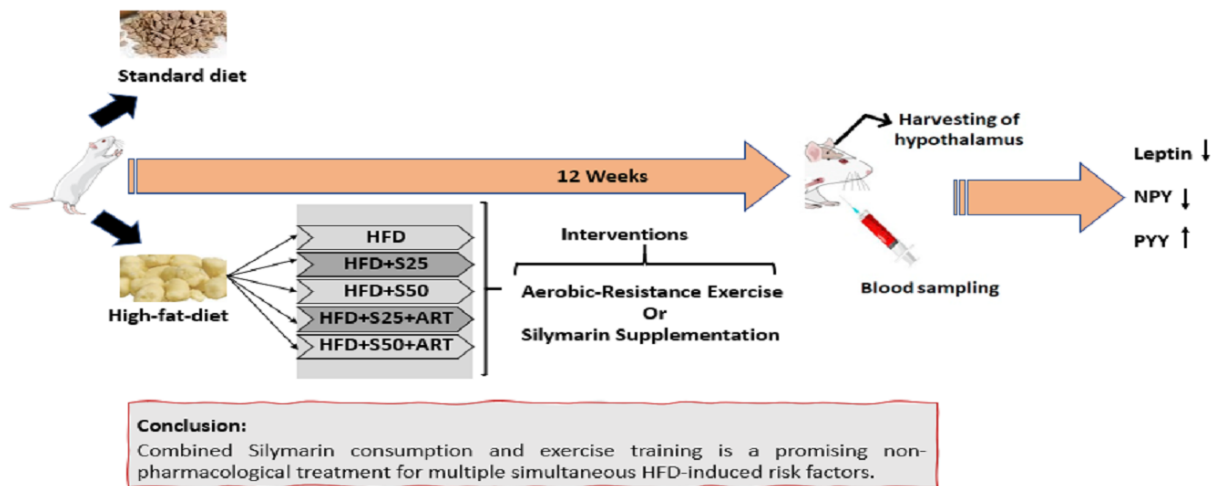 Standard diet
12 Weeks
Harvesting of
hypothalamus
Leptin ↓
NPY ↓
PYY ↑
Blood sampling
High-fat-diet
HFD
HFD+S25
HFD+S50
HFD+S25+ART
HFD+S50+ART
Interventions
Aerobic-Resistance Exercise
Or
Silymarin Supplementation
Conclusion:
Combined Silymarin consumption and exercise training is a promising non-
pharmacological treatment for multiple simultaneous HFD-induced risk factors.